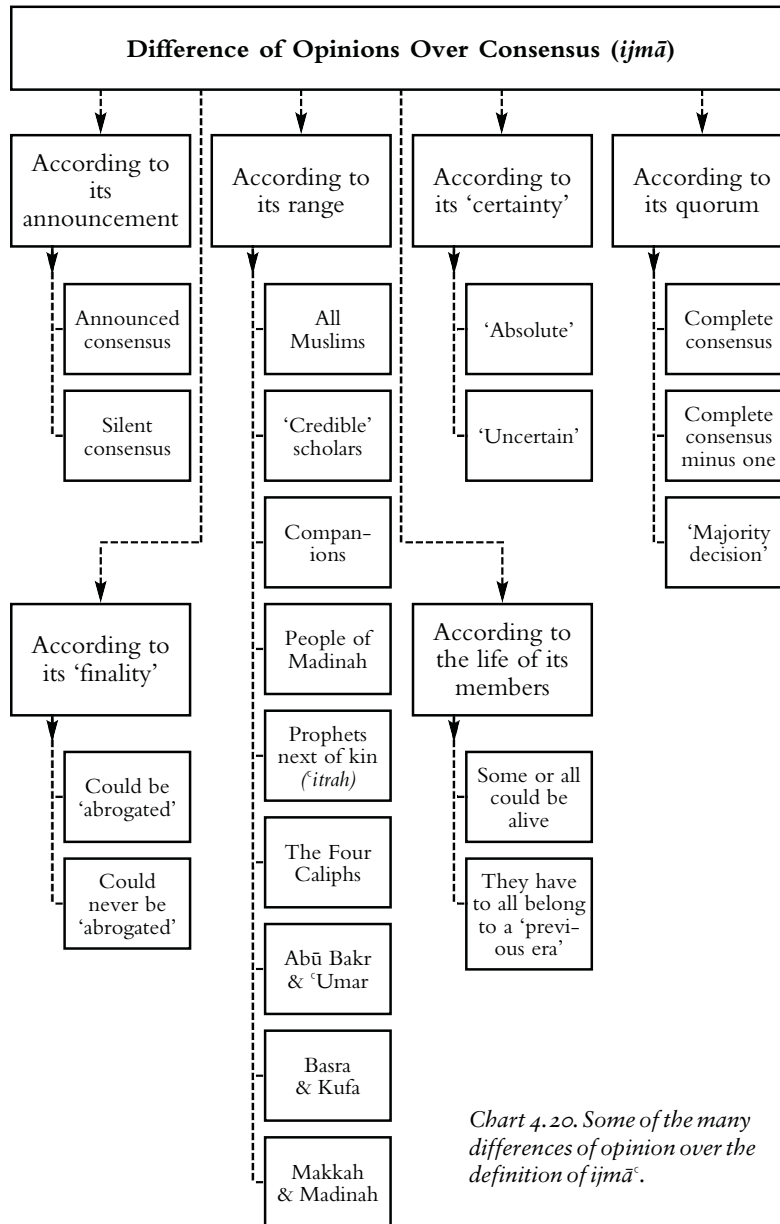 Difference of Opinions Over Consensus (ijmā)
According to
its
announcement
Announced
consensus
Silent
consensus
According to
its range
All
Muslims
‘Credible’
scholars
Compan-
ions
People of
Madinah
Prophets
next of kin
(ʿitrah)
The Four
Caliphs
Abū Bakr
& ʿUmar
Basra
& Kufa
Makkah
& Madinah
According to
its ‘certainty’
‘Absolute’
‘Uncertain’
According to
its quorum
Complete
consensus
Complete
consensus
minus one
‘Majority
decision’
According to
its ‘finality’
Could be
‘abrogated’
Could
never be
‘abrogated’
According to
the life of its
members
Some or all
could be
alive
They have
to all belong
to a ‘previ-
ous era’
Chart 4.20. Some of the many
differences of opinion over the
definition of ijmāʿ.